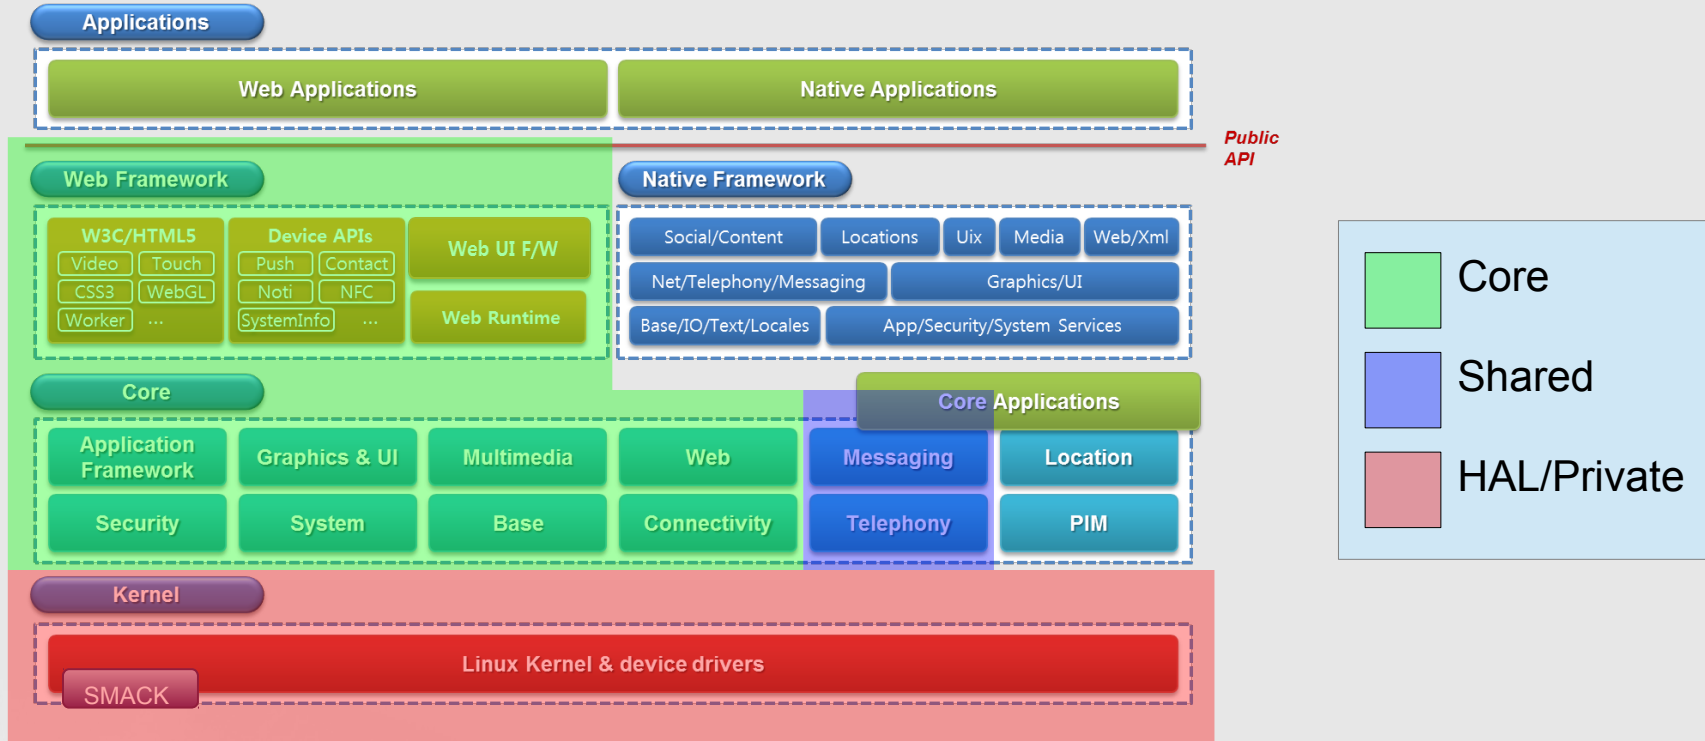 Applications
Web Applications
Native Applications
Public
API
Web Framework
Native Framework
W3C/HTML5
Video Touch
CSS3 WebGL
Worker ...
Device APIs
Push Contact
Noti NFC
SystemInfo ...
Web UI F/W
Web Runtime
Social/Content Locations Uix Media Web/Xml
Net/Telephony/Messaging Graphics/UI
Base/IO/Text/Locales App/Security/System Services
Core
Core Applications
Application
Framework
Graphics & UI
Multimedia
Web
Messaging
Location
Security
System
Base
Connectivity
Telephony
PIM
Kernel
Linux Kernel & device drivers
SMACK
Core
Shared
HAL/Private